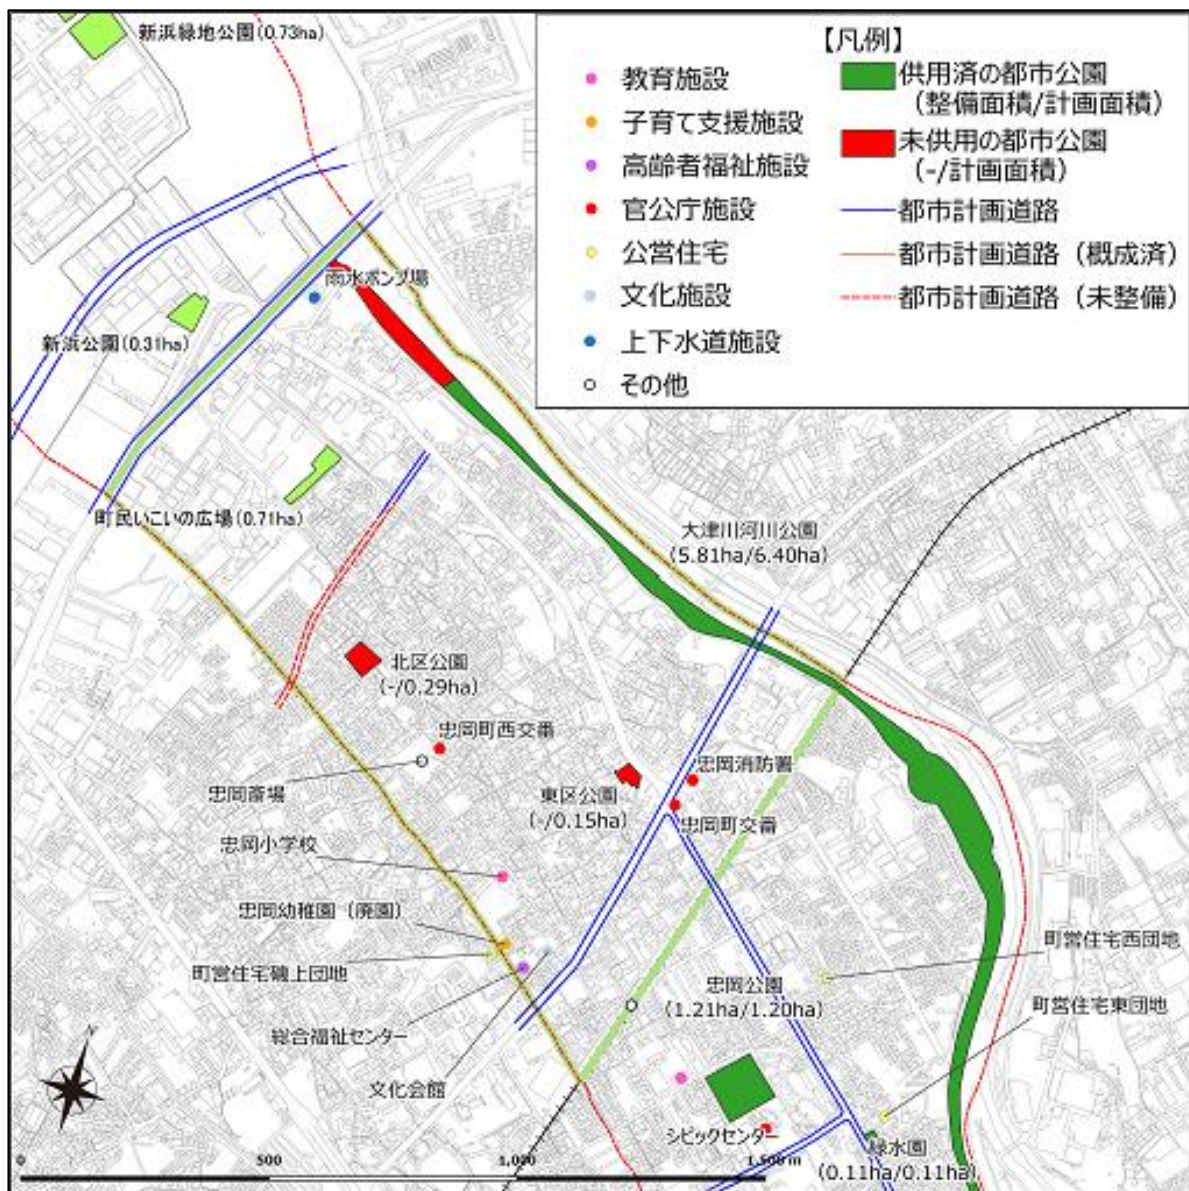 新浜緑地公園(0.73ha)
【凡例】
教育施設
子育て支援施設
高齢者福祉施設
官公庁施設
公営住宅
文化施設
上下水道施設
その他
供用済の都市公園
(整備面積/計画面積)
未供用の都市公園
(-/計画面積)
都市計画道路
都市計画道路(概成済)
都市計画道路(未整備)
雨水ポンプ場
新浜公園(0.31ha)
町民いこいの広場(0.71ha)
大津川河川公園
(5.81ha/6.40ha)
北区公園
(-/0.29ha)
忠岡町西交番
忠岡斎場
東区公園
(-/0.15ha)
忠岡消防署
忠岡町交番
忠岡小学校
忠岡幼稚園(廃園)
町営住宅磯上団地
総合福祉センター
文化会館
忠岡公園
(1.21ha/1.20ha)
町営住宅西団地
町営住宅東団地
シビックセンター
緑水園
(0.11ha/0.11ha)
0 500 1,000 1,500 m